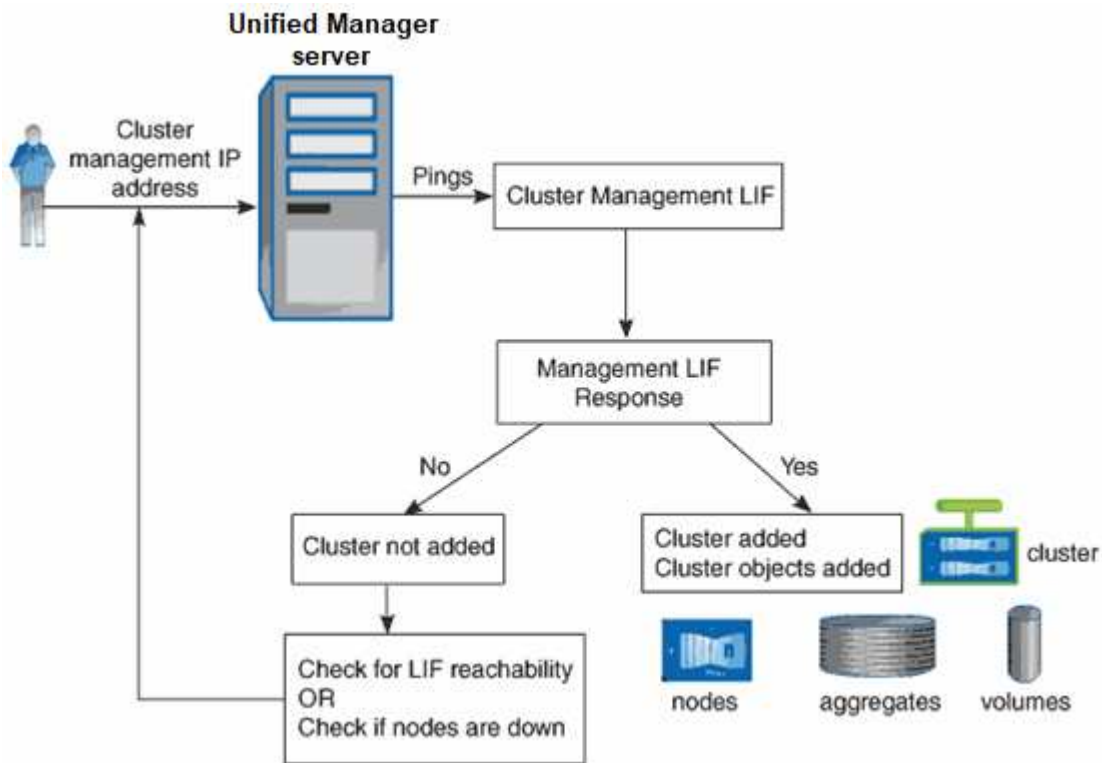 Unified Manager
server
Cluster
management IP
address
Pings
Cluster Management LIF
Management LIF
Response
No
Yes
Cluster not added
Cluster added
Cluster objects added
cluster
Check for LIF reachability
OR
Check if nodes are down
nodes
aggregates
volumes